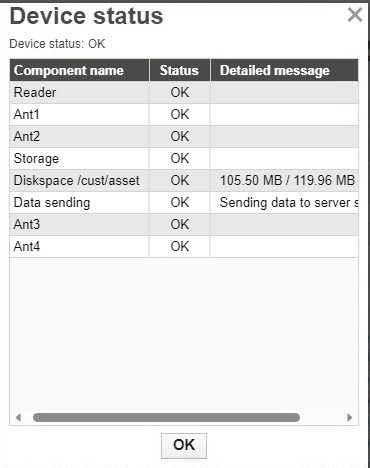 Device status
Device status: OK
Component name Status Detailed message
Reader OK
Ant1 OK
Ant2 OK
Storage OK
Diskspace /cust/asset OK 105.50 MB / 119.96 MB
Data sending OK Sending data to server s
Ant3 OK
Ant4 OK
OK